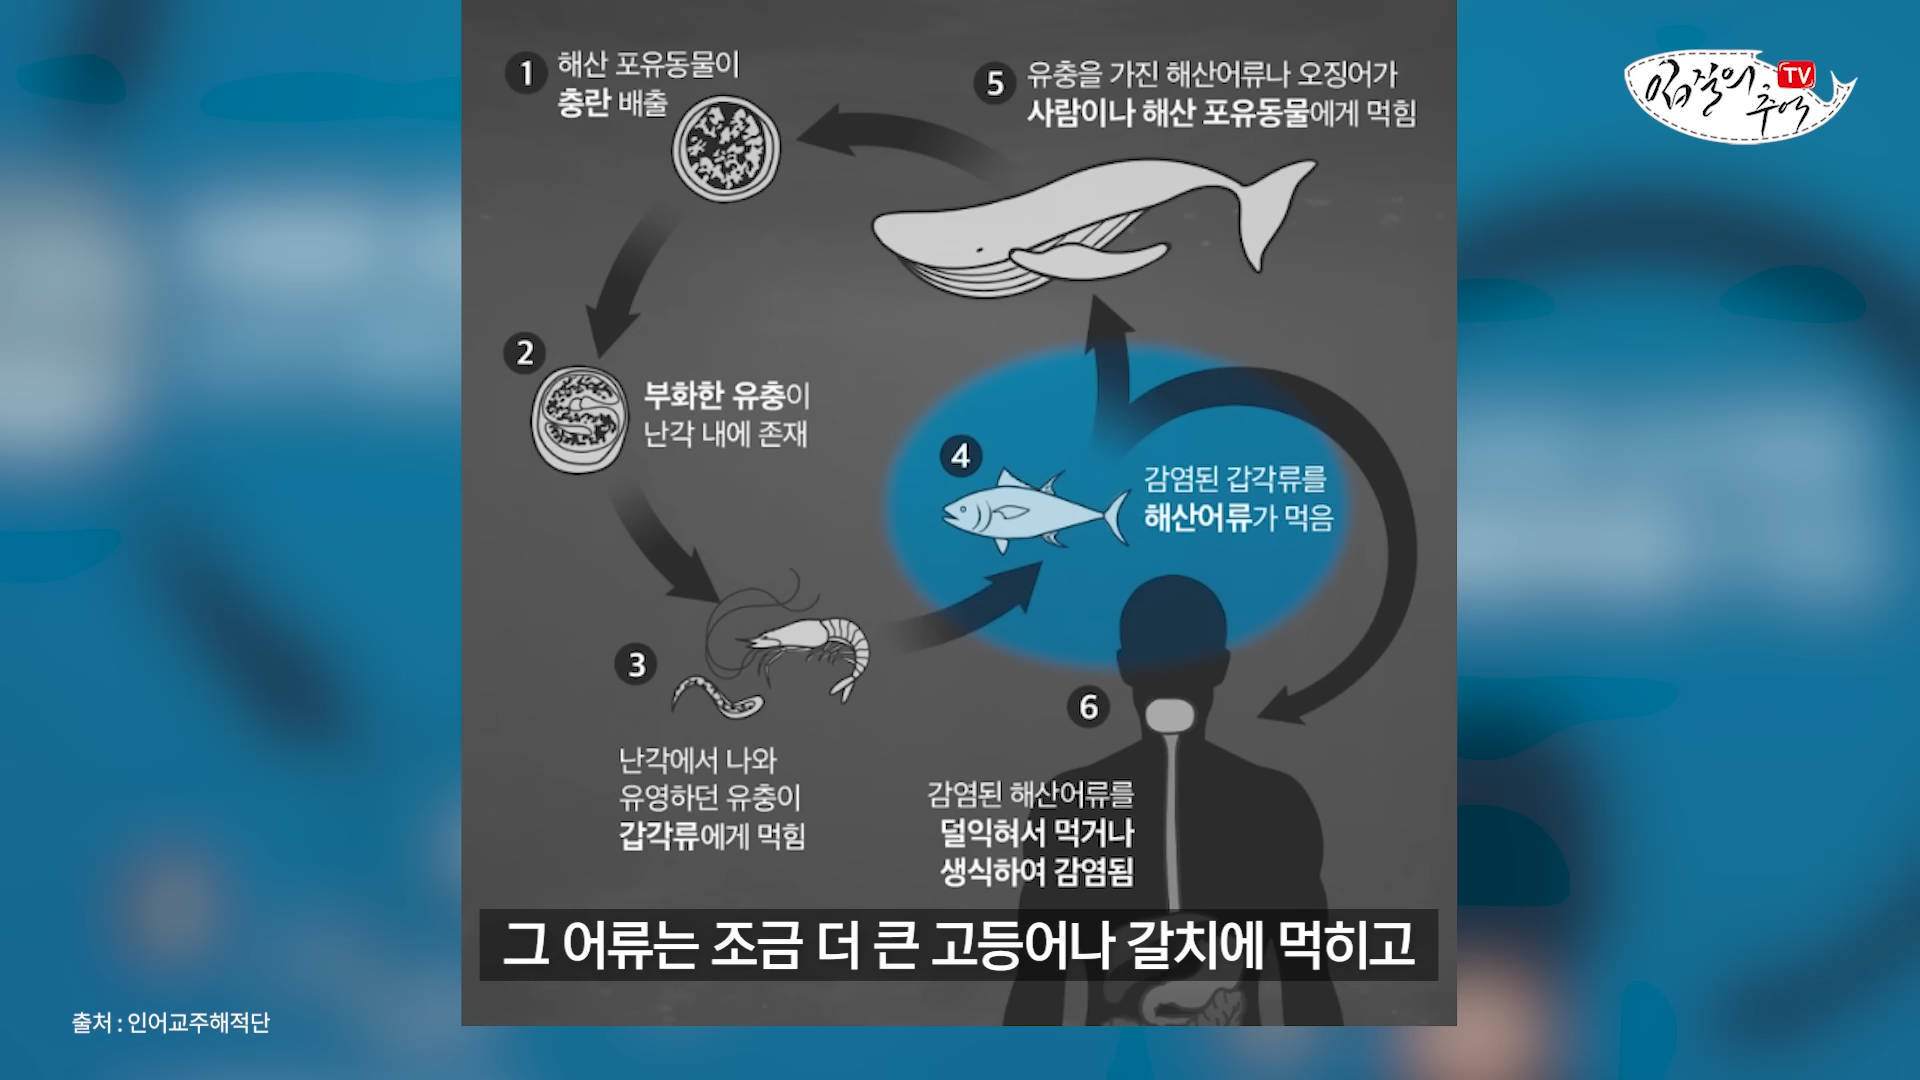 1
해산 포유동물이
충란 배출
5
유충을 가진 해산어류나 오징어가
사람이나 해산 포유동물에게 먹힘
입질의 추억 TV
2
부화한 유충이
난각 내에 존재
4
감염된 갑각류를
해산어류가 먹음
3
난각에서 나와
유영하던 유충이
갑각류에게 먹힘
6
감염된 해산어류를
덜익혀서 먹거나
생식하여 감염됨
그 어류는 조금 더 큰 고등어나 갈치에 먹히고
출처 : 인어교주해적단